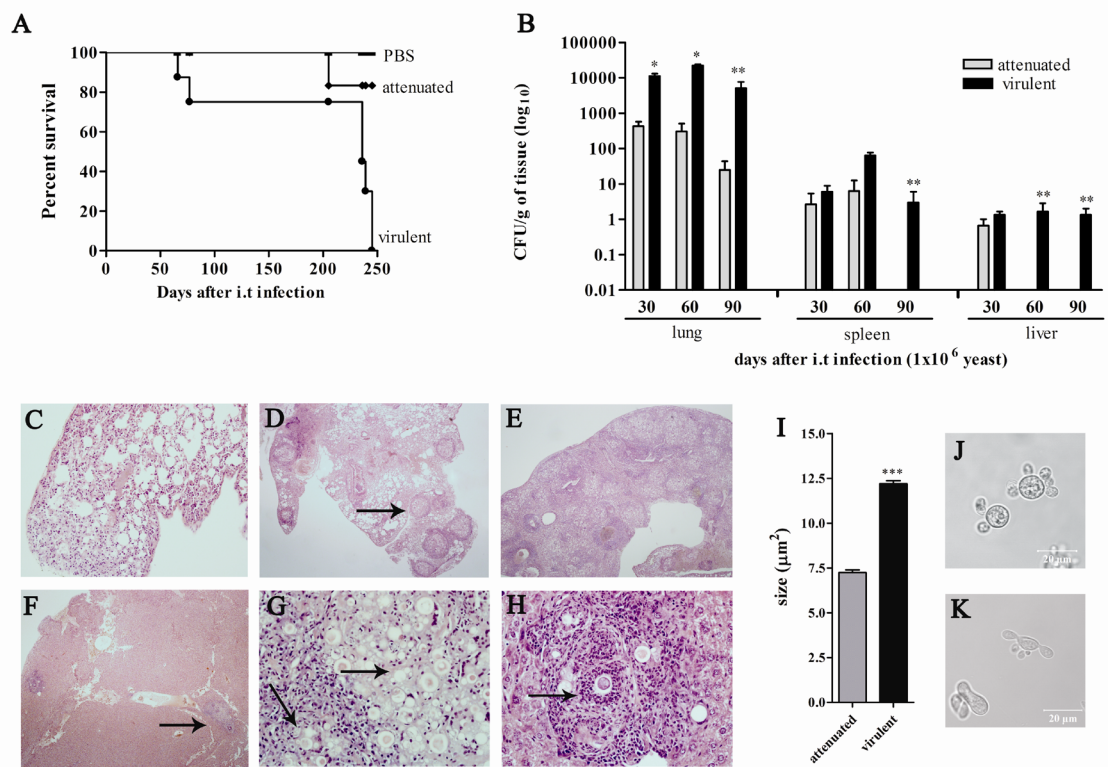 A
100
80
60
40
20
0
Percent survival
PBS
attenuated
virulent
0 50 100 150 200 250
Days after i.t infection
B
100000
10000
1000
100
10
1
0.1
0.01
CFU/g of tissue (log10)
attenuated
virulent
* * ** ** ** **
30 60 90 30 60 90 30 60 90
lung spleen liver
days after i.t infection (1x10 6 yeast)
C
D
E
F
G
H
I
15.0
12.5
10.0
7.5
5.0
2.5
0.0
size (µm2)
***
attenuated
virulent
J
20 µm
K
20 µm